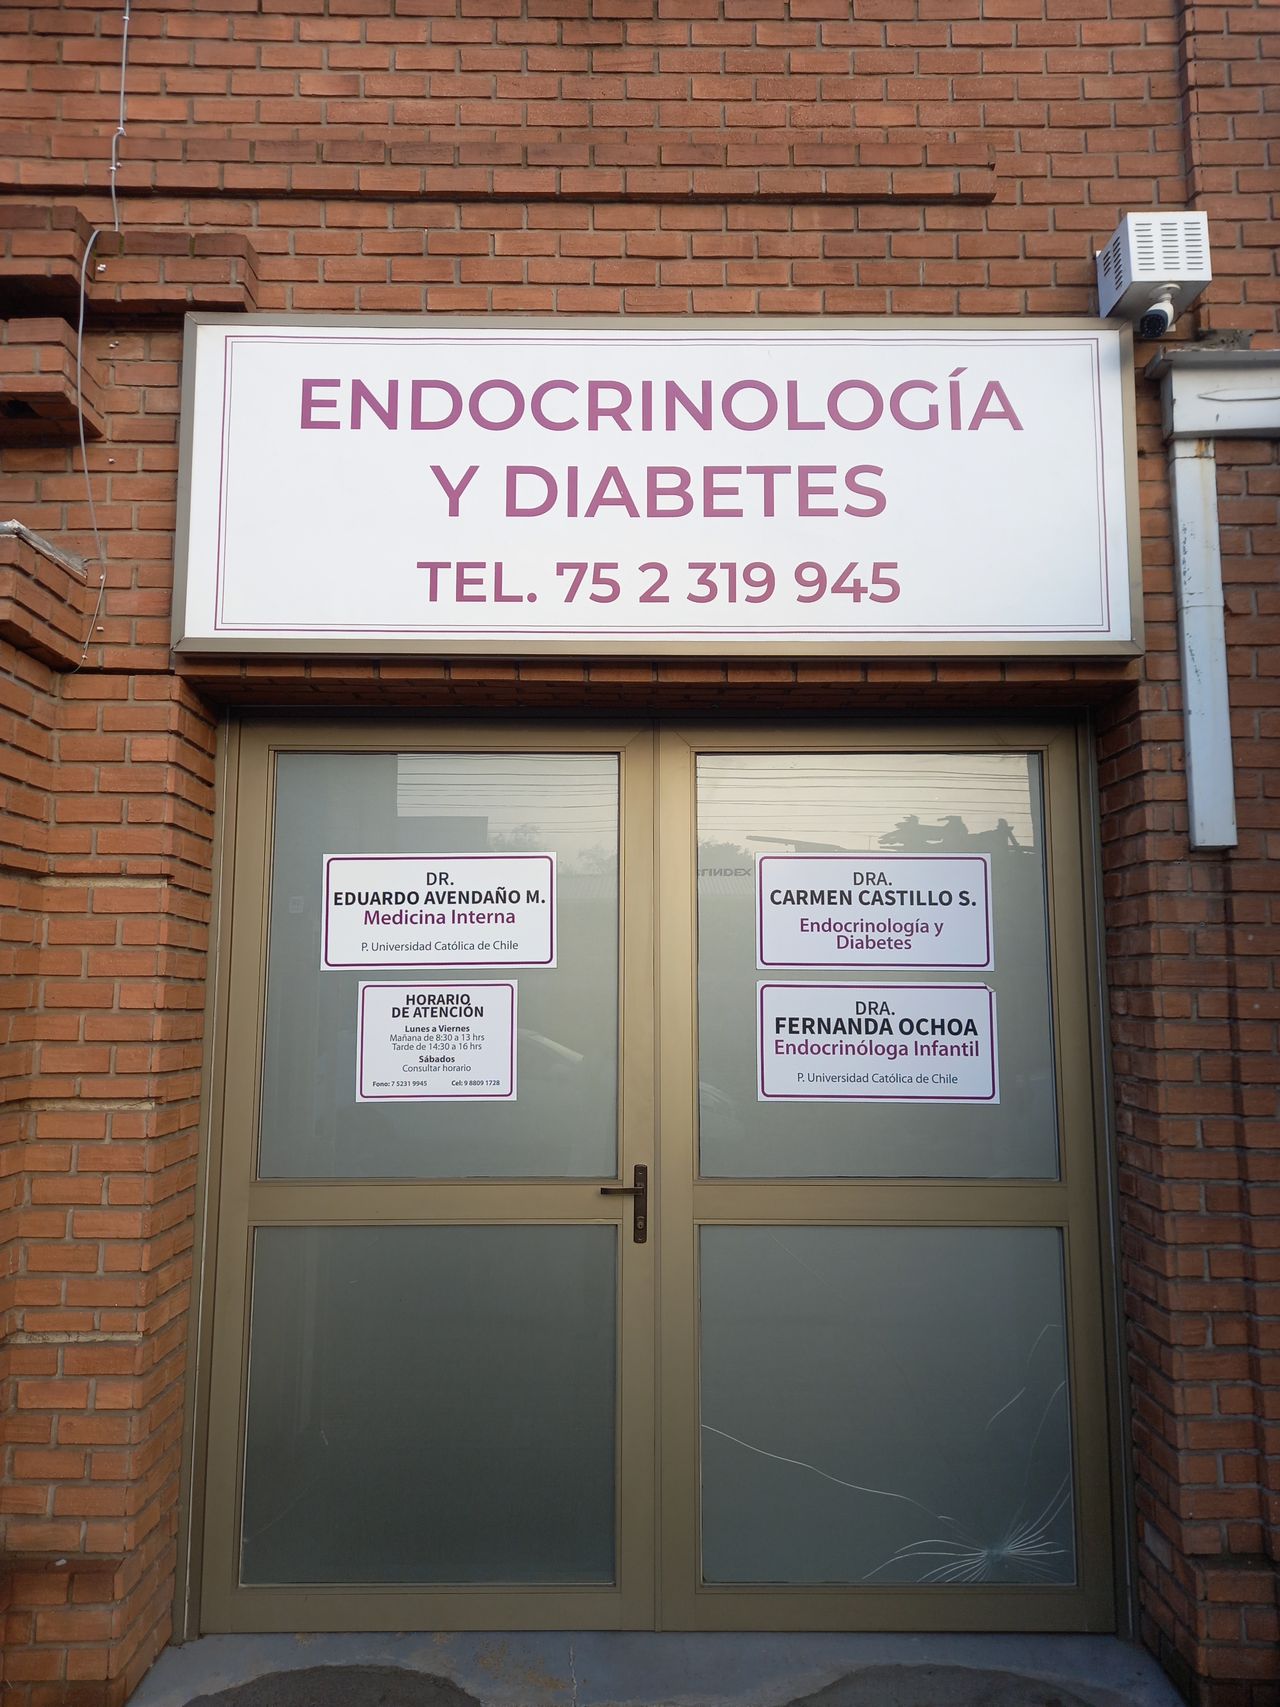 ENDOCRINOLOGÍA
Y DIABETES
TEL. 75 2 319 945
DR.
EDUARDO AVENDAÑO M.
Medicina Interna
P. Universidad Católica de Chile
HORARIO
DE ATENCIÓN
Lunes a Viernes
Mañana de 8:30 a 13 hrs
Tarde de 14:30 a 16 hrs
Sábados
Consultar horario
Fono: 7 5231 9945 Cel: 9 8809 1728
DRA.
CARMEN CASTILLO S.
Endocrinología y
Diabetes
DRA.
FERNANDA OCHOA
Endocrinóloga Infantil
P. Universidad Católica de Chile